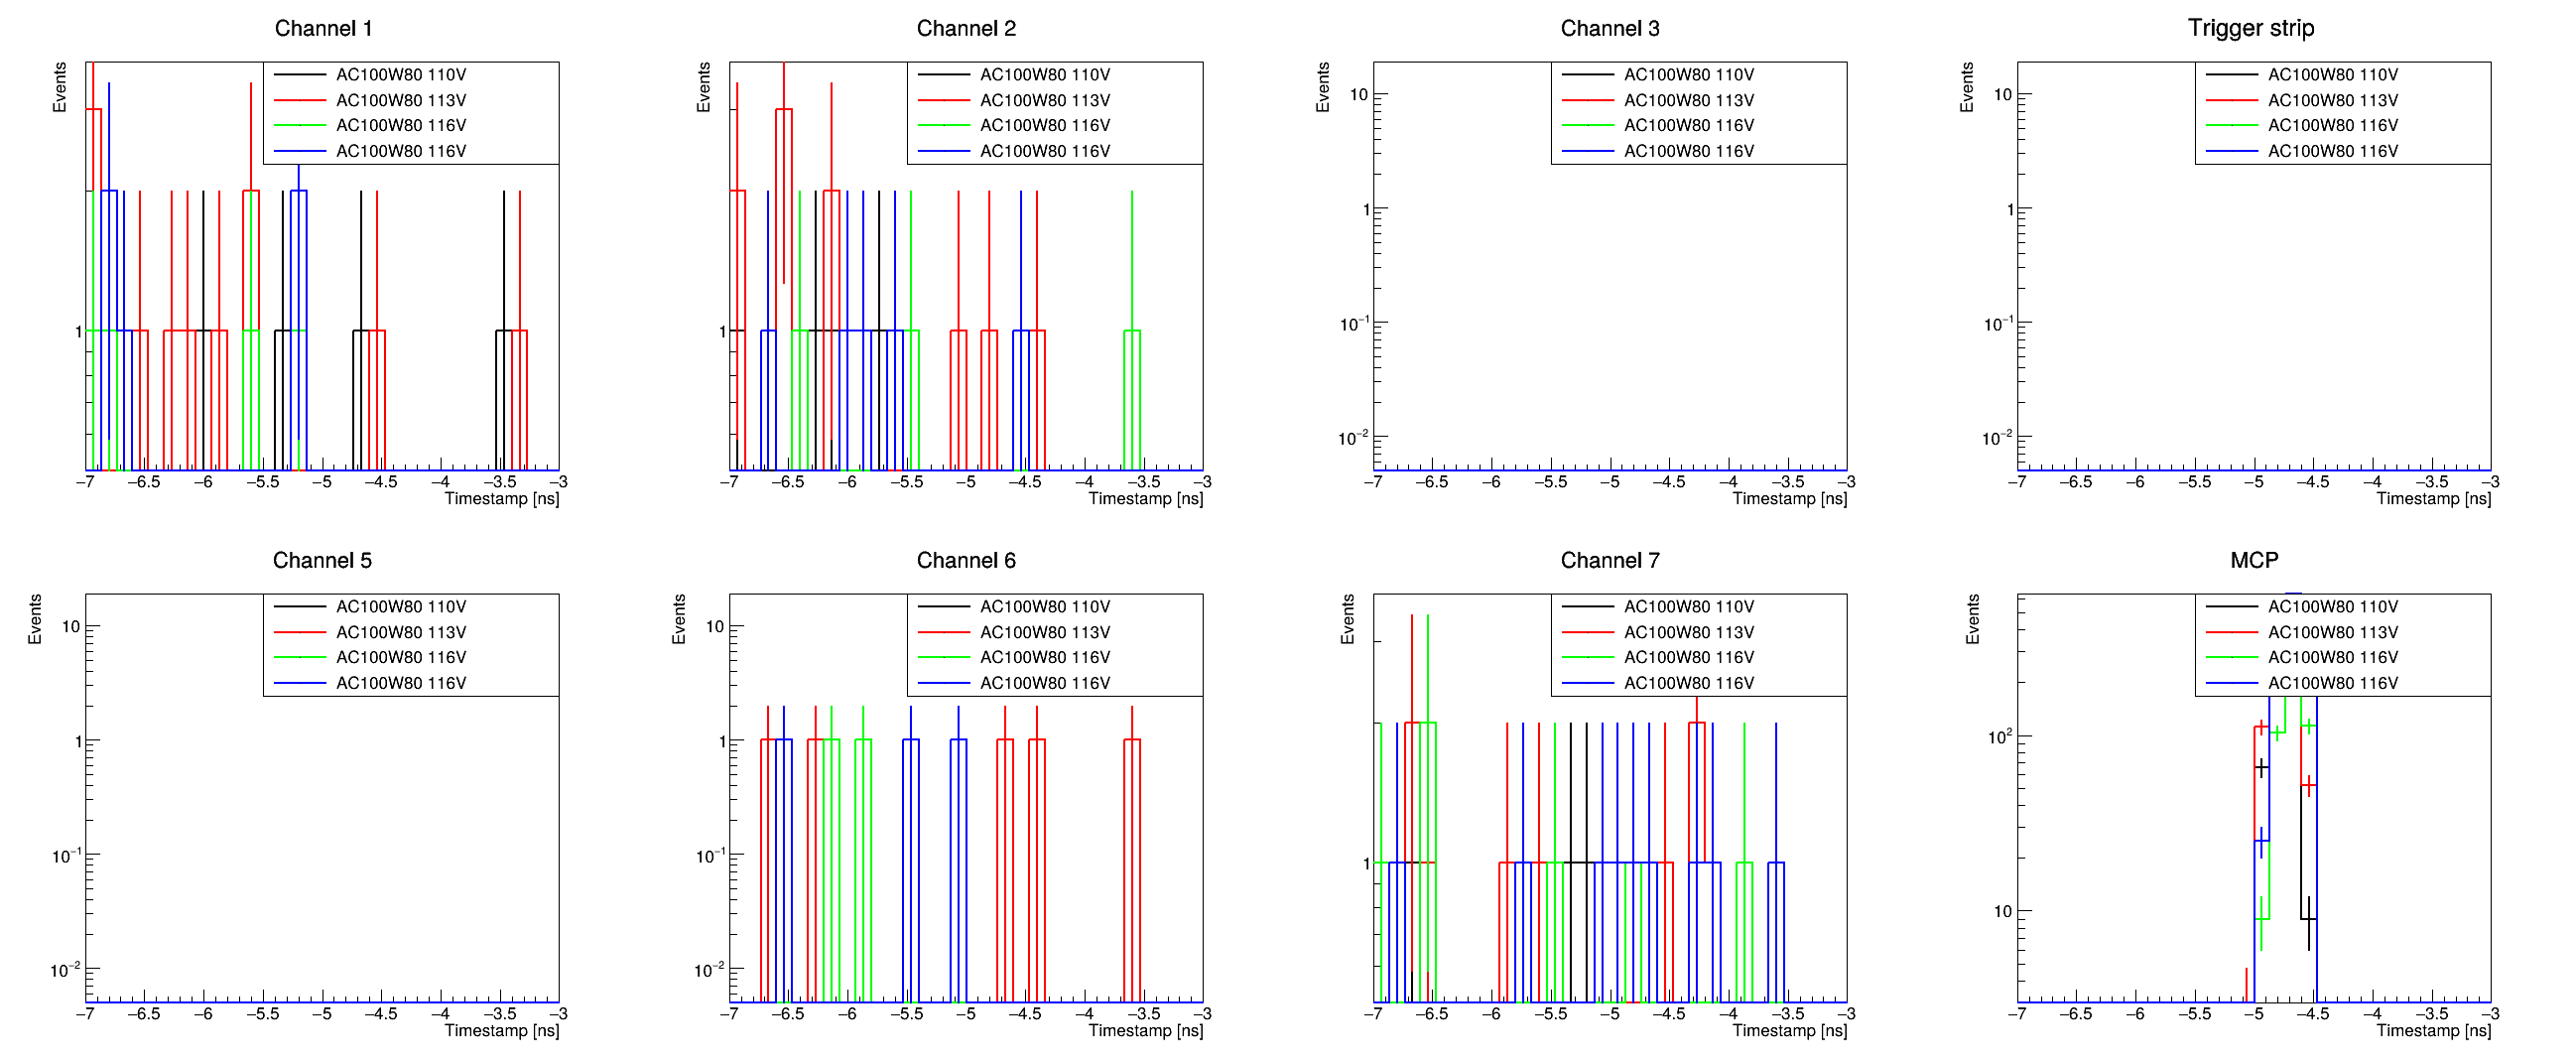 Channel 1
Events
AC100W80 110V
AC100W80 113V
AC100W80 116V
AC100W80 116V
1
−7 −6.5 −6 −5.5 −5 −4.5 −4 −3.5 −3
Timestamp [ns]
Channel 2
Events
AC100W80 110V
AC100W80 113V
AC100W80 116V
AC100W80 116V
1
−7 −6.5 −6 −5.5 −5 −4.5 −4 −3.5 −3
Timestamp [ns]
Channel 3
Events
AC100W80 110V
AC100W80 113V
AC100W80 116V
AC100W80 116V
10
1
10−1
10−2
−7 −6.5 −6 −5.5 −5 −4.5 −4 −3.5 −3
Timestamp [ns]
Trigger strip
Events
AC100W80 110V
AC100W80 113V
AC100W80 116V
AC100W80 116V
10
1
10−1
10−2
−7 −6.5 −6 −5.5 −5 −4.5 −4 −3.5 −3
Timestamp [ns]
Channel 5
Events
AC100W80 110V
AC100W80 113V
AC100W80 116V
AC100W80 116V
10
1
10−1
10−2
−7 −6.5 −6 −5.5 −5 −4.5 −4 −3.5 −3
Timestamp [ns]
Channel 6
Events
AC100W80 110V
AC100W80 113V
AC100W80 116V
AC100W80 116V
10
1
10−1
10−2
−7 −6.5 −6 −5.5 −5 −4.5 −4 −3.5 −3
Timestamp [ns]
Channel 7
Events
AC100W80 110V
AC100W80 113V
AC100W80 116V
AC100W80 116V
1
−7 −6.5 −6 −5.5 −5 −4.5 −4 −3.5 −3
Timestamp [ns]
MCP
Events
AC100W80 110V
AC100W80 113V
AC100W80 116V
AC100W80 116V
10²
10
−7 −6.5 −6 −5.5 −5 −4.5 −4 −3.5 −3
Timestamp [ns]